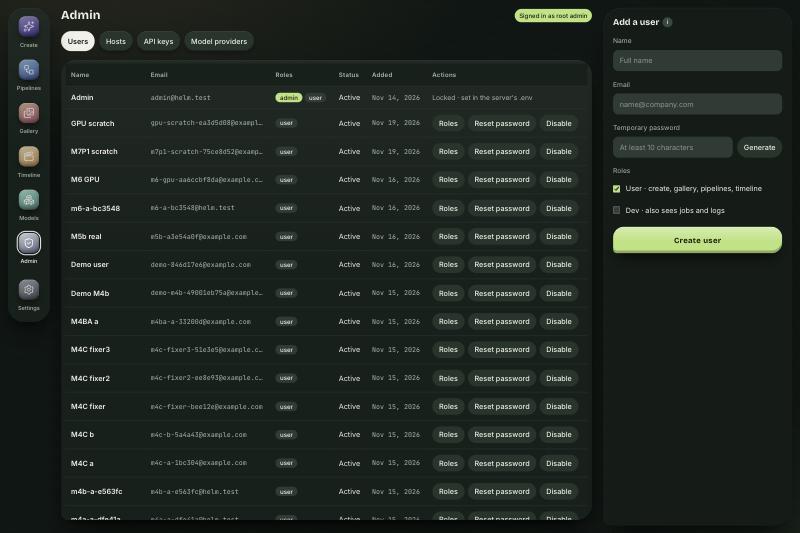 Create
Pipelines
Gallery
Timeline
Models
Admin
Settings
Admin
Signed in as root admin
Users Hosts API keys Model providers
Name Email Roles Status Added Actions
Admin admin@helm.test admin user Active Nov 14, 2026 Locked · set in the server's .env
GPU scratch gpu-scratch-ea3d5d08@exampl… user Active Nov 19, 2026 Roles Reset password Disable
M7P1 scratch m7p1-scratch-75ce8d52@examp… user Active Nov 19, 2026 Roles Reset password Disable
M6 GPU m6-gpu-aa6ccbf8da@example.c… user Active Nov 16, 2026 Roles Reset password Disable
m6-a-bc3548 m6-a-bc3548@helm.test user Active Nov 16, 2026 Roles Reset password Disable
M5b real m5b-a3e54a0f@example.com user Active Nov 16, 2026 Roles Reset password Disable
Demo user demo-846d17e6@example.com user Active Nov 16, 2026 Roles Reset password Disable
Demo M4b demo-m4b-49001eb75a@example… user Active Nov 15, 2026 Roles Reset password Disable
M4BA a m4ba-a-33200d@example.com user Active Nov 15, 2026 Roles Reset password Disable
M4C fixer3 m4c-fixer3-51e3e5@example.c… user Active Nov 15, 2026 Roles Reset password Disable
M4C fixer2 m4c-fixer2-ee8e93@example.c… user Active Nov 15, 2026 Roles Reset password Disable
M4C fixer m4c-fixer-bee12e@example.com user Active Nov 15, 2026 Roles Reset password Disable
M4C b m4c-b-5a4a43@example.com user Active Nov 15, 2026 Roles Reset password Disable
M4C a m4c-a-1bc304@example.com user Active Nov 15, 2026 Roles Reset password Disable
m4b-a-e563fc m4b-a-e563fc@helm.test user Active Nov 15, 2026 Roles Reset password Disable
user Active Nov 15, 2026 Roles Reset password Disable
Add a user i
Name
Full name
Email
name@company.com
Temporary password
At least 10 characters Generate
Roles
User · create, gallery, pipelines, timeline
Dev · also sees jobs and logs
Create user